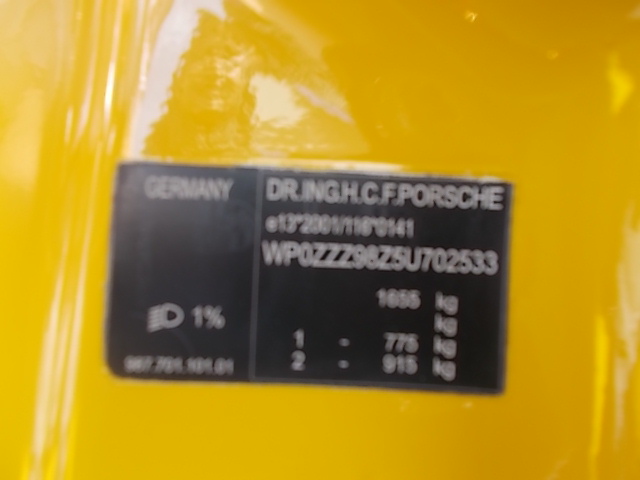 GERMANY
DR.ING.H.C.F.PORSCHE
e13*2001/116*0141
WP0ZZZ98Z5U702533
1655 kg
kg
1 - 775 kg
1%
2 - 915 kg
987.701.101.01